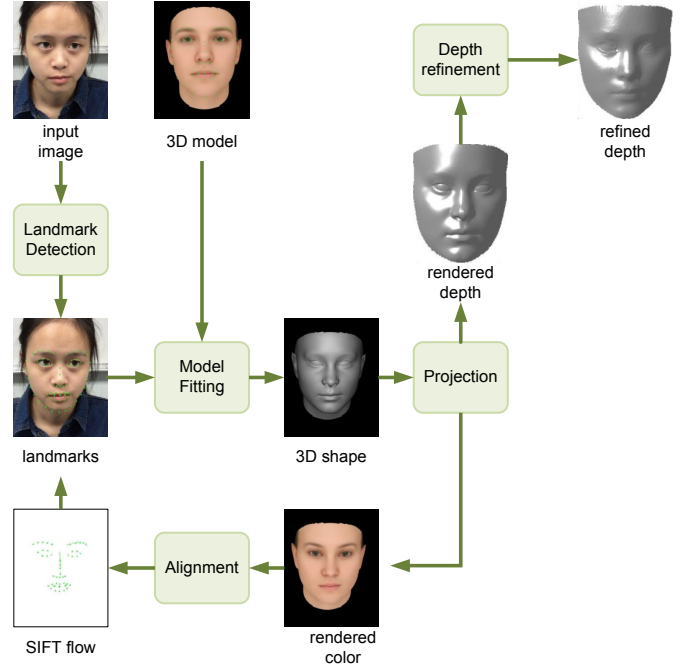 input
image
3D model
Depth
refinement
refined
depth
Landmark
Detection
rendered
depth
Model
Fitting
Projection
landmarks
3D shape
Alignment
SIFT flow
rendered
color